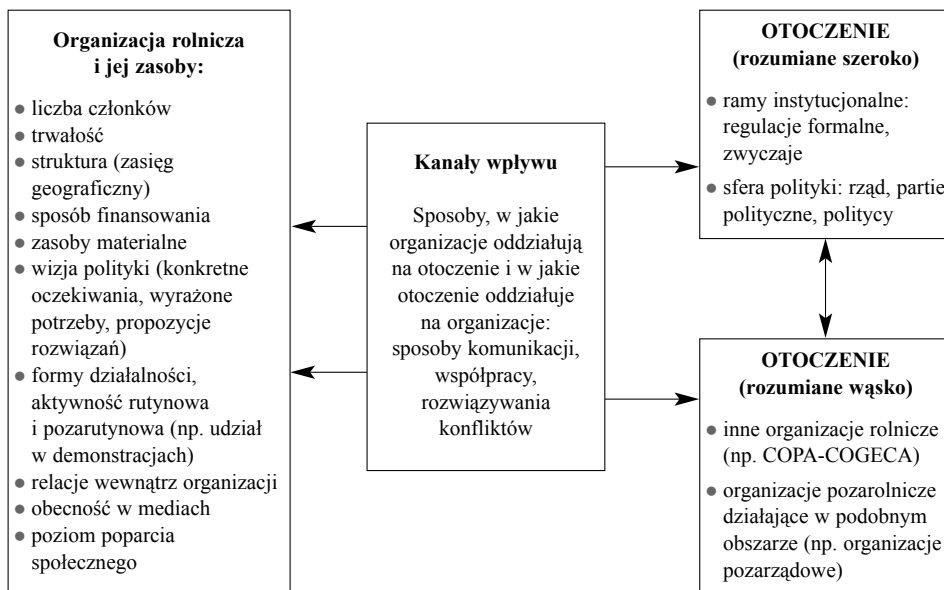 Organizacja rolnicza
i jej zasoby:
● liczba członków
● trwałość
● struktura (zasięg
geograficzny)
● sposób finansowania
● zasoby materialne
● wizja polityki (konkretne
oczekiwania, wyrażone
potrzeby, propozycje
rozwiązań)
● formy działalności,
aktywność rutynowa
i pozarutynowa (np. udział
w demonstracjach)
● relacje wewnątrz organizacji
● obecność w mediach
● poziom poparcia
społecznego
Kanały wpływu
Sposoby, w jakie
organizacje oddziałują
na otoczenie i w jakie
otoczenie oddziałuje
na organizacje:
sposoby komunikacji,
współpracy,
rozwiązywania
konfliktów
OTOCZENIE
(rozumiane szeroko)
● ramy instytucjonalne:
regulacje formalne,
zwyczaje
● sfera polityki: rząd, partie
polityczne, politycy
OTOCZENIE
(rozumiane wąsko)
● inne organizacje rolnicze
(np. COPA-COGECA)
● organizacje pozarolnicze
działające w podobnym
obszarze (np. organizacje
pozarządowe)